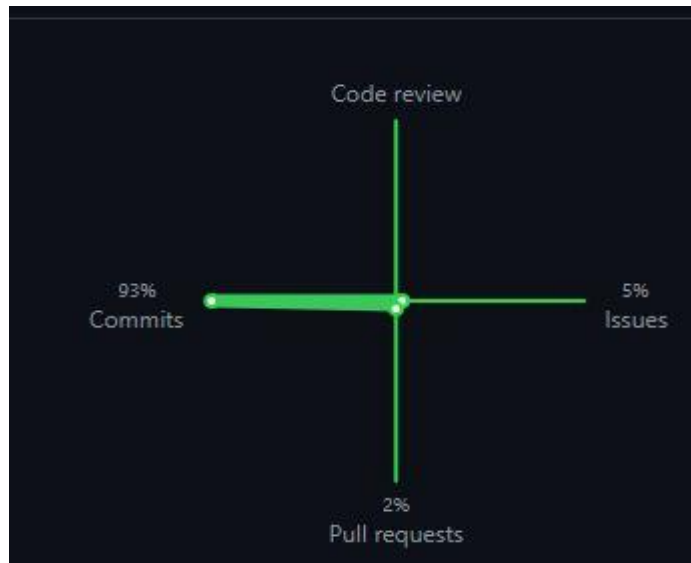 Code review
93%
Commits
5%
Issues
2%
Pull requests